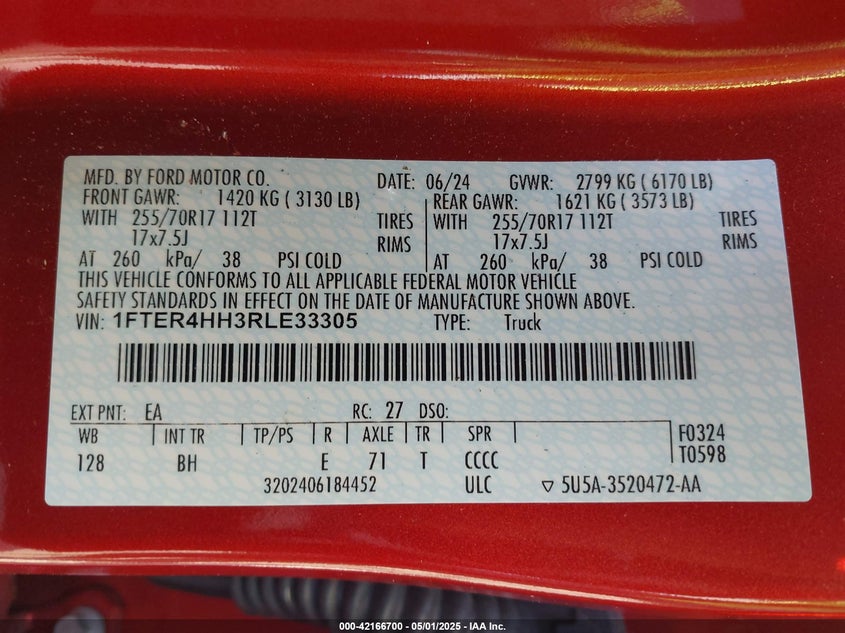 MFD. BY FORD MOTOR CO. DATE: 06/24 GVWR: 2799 KG ( 6170 LB)
FRONT GAWR: 1420 KG ( 3130 LB) REAR GAWR: 1621 KG ( 3573 LB)
WITH 255/70R17 112T TIRES WITH 255/70R17 112T TIRES
17x7.5J RIMS 17x7.5J RIMS
AT 260 kPa/ 38 PSI COLD AT 260 kPa/ 38 PSI COLD
THIS VEHICLE CONFORMS TO ALL APPLICABLE FEDERAL MOTOR VEHICLE
SAFETY STANDARDS IN EFFECT ON THE DATE OF MANUFACTURE SHOWN ABOVE.
VIN: 1FTER4HH3RLE33305 TYPE: Truck
EXT PNT: EA RC: 27 DSO:
WB INT TR TP/PS R AXLE TR SPR F0324
128 BH E 71 T CCCC T0598
3202406184452 ULC ▽ 5U5A-3520472-AA
000-42166700 - 05/01/2025 - IAA Inc.